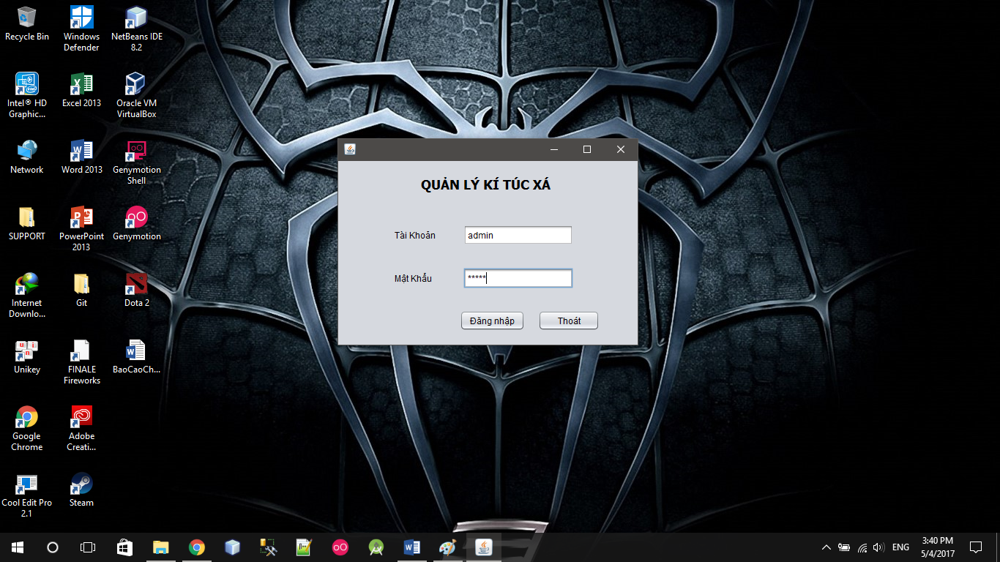 Recycle Bin
Windows
Defender
NetBeans IDE
8.2
Intel® HD
Graphic...
Excel 2013
Oracle VM
VirtualBox
Network
Word 2013
Genymotion
Shell
SUPPORT
PowerPoint
2013
Genymotion
Internet
Downlo...
Git
Dota 2
Unikey
FINALE
Fireworks
BaoCaoCh...
Google
Chrome
Adobe
Creati...
Cool Edit Pro
2.1
Steam
QUẢN LÝ KÍ TÚC XÁ
Tài Khoản
admin
Mật Khẩu
*****
Đăng nhập
Thoát
ENG
3:40 PM
5/4/2017